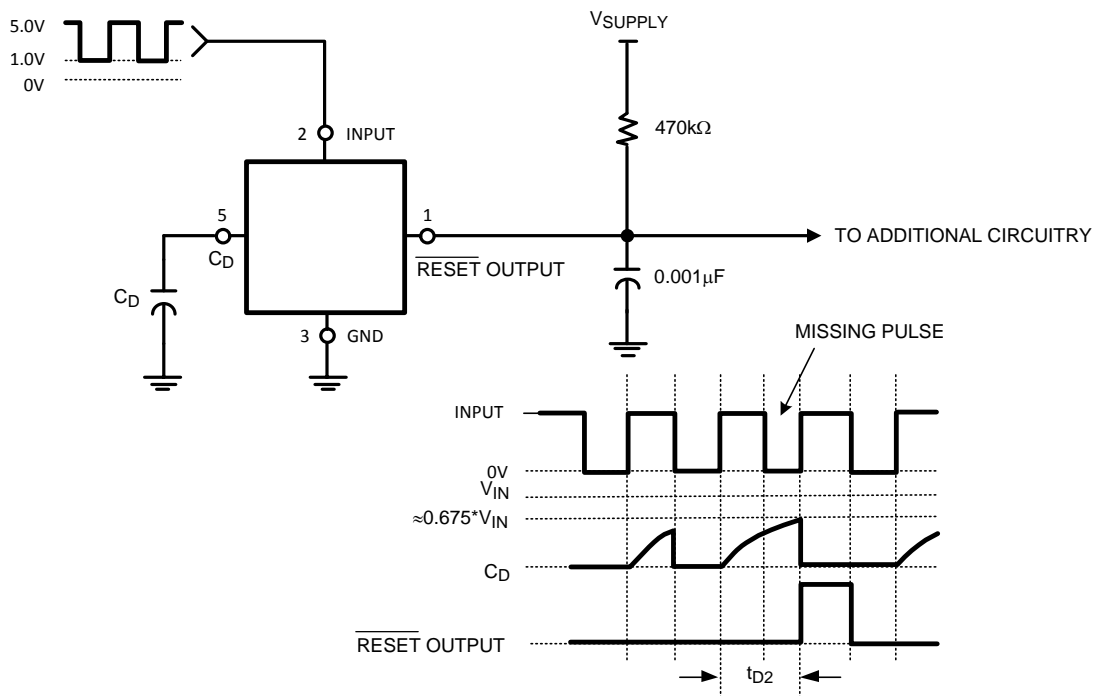 5.0V
1.0V
0V
VSUPPLY
470kΩ
2 INPUT
5
CD
1
RESET OUTPUT
TO ADDITIONAL CIRCUITRY
CD
0.001μF
3 GND
MISSING PULSE
INPUT
0V
VIN
≈0.675*VIN
CD
RESET OUTPUT
tD2